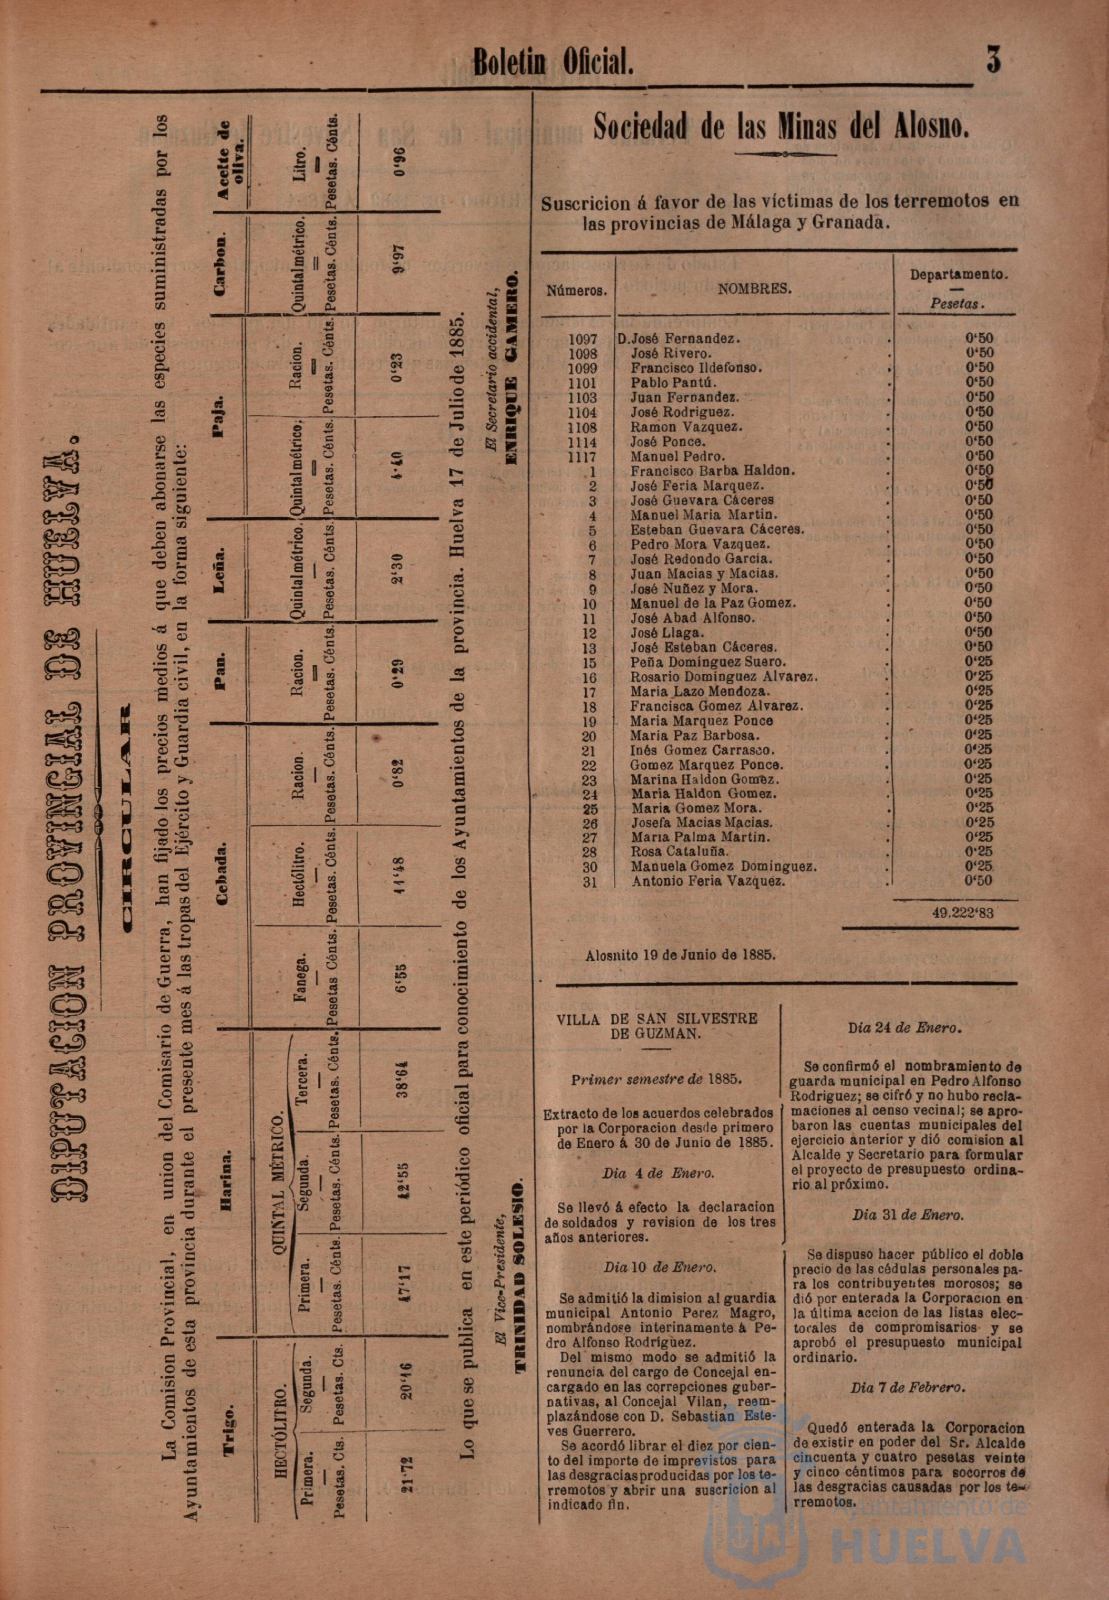 Boletin Oficial.
3
DIPUTACION PROVINCIAL DE HUELVA.
CIRCULAR
La Comision Provincial, en union del Comisario de Guerra, han fijado los precios medios á que deben abonarse las especies suministradas por los
Ayuntamientos de esta provincia durante el presente mes á las tropas del Ejército y Guardia civil, en la forma siguiente:
Trigo. Harina. Cebada. Pan. Leña. Paja. Carbon. Aceite de oliva.
HECTÓLITRO. QUINTAL MÉTRICO.
Primera. Segunda. Primera. Segunda. Tercera. Fanega. Hectólitro. Racion. Racion. Quintal métrico. Quintal métrico; Racion. Quintal métrico. Litro.
Pesetas. Cts. Pesetas. Cts. Pesetas. Cénts. Pesetas. Cénts. Pesetas. Cénts. Pesetas Cénts. Pesetas. Cénts. Pesetas. Cénts. Pesetas. Cénts. Pesetas. Cénts. Pesetas. Cénts. Pesetas. Cénts. Pesetas. Cénts. Pesetas. Cénts.
21·72 20·16 47·17 42·55 38·64 6·55 11·48 0·82 0·29 2·30 4·40 0·23 9·97 0·96
Lo que se publica en este periódico oficial para conocimiento de los Ayuntamientos de la provincia. Huelva 17 de Julio de 1885.
El Vice-Presidente,
TRINIDAD SOLESIO.
El Secretario accidental,
ENRIQUE GAMERO.
Sociedad de las Minas del Alosno.
Suscricion á favor de las víctimas de los terremotos en
las provincias de Málaga y Granada.
Números. NOMBRES. Departamento.
Pesetas.
1097 D. José Fernandez. 0'50
1098 José Rivero. 0'50
1099 Francisco Ildefonso. 0'50
1101 Pablo Pantú. 0'50
1103 Juan Fernandez. 0'50
1104 José Rodriguez. 0'50
1108 Ramon Vazquez. 0'50
1114 José Ponce. 0'50
1117 Manuel Pedro. 0'50
1 Francisco Barba Haldon. 0'50
2 José Feria Marquez. 0'50
3 José Guevara Cáceres 0'50
4 Manuel Maria Martin. 0'50
5 Esteban Guevara Cáceres. 0'50
6 Pedro Mora Vazquez. 0'50
7 José Redondo Garcia. 0'50
8 Juan Macias y Macias. 0'50
9 José Nuñez y Mora. 0'50
10 Manuel de la Paz Gomez. 0'50
11 José Abad Alfonso. 0'50
12 José Llaga. 0'50
13 José Esteban Cáceres. 0'50
15 Peña Dominguez Suero. 0'25
16 Rosario Dominguez Alvarez. 0'25
17 Maria Lazo Mendoza. 0'25
18 Francisca Gomez Alvarez. 0'25
19 Maria Marquez Ponce 0'25
20 Maria Paz Barbosa. 0'25
21 Inés Gomez Carrasco. 0'25
22 Gomez Marquez Ponce. 0'25
23 Marina Haldon Gomez. 0'25
24 Maria Haldon Gomez. 0'25
25 Maria Gomez Mora. 0'25
26 Josefa Macias Macias. 0'25
27 Maria Palma Martin. 0'25
28 Rosa Cataluña. 0'25
30 Manuela Gomez Dominguez. 0'25
31 Antonio Feria Vazquez. 0'50
49.222'83
Alosnito 19 de Junio de 1885.
VILLA DE SAN SILVESTRE
DE GUZMAN.
Primer semestre de 1885.
Extracto de los acuerdos celebrados
por la Corporacion desde primero
de Enero á 30 de Junio de 1885.
Dia 4 de Enero.
Se llevó á efecto la declaracion
de soldados y revision de los tres
años anteriores.
Dia 10 de Enero.
Se admitió la dimision al guardia
municipal Antonio Perez Magro,
nombrándose interinamente á Pe-
dro Alfonso Rodríguez.
Del mismo modo se admitió la
renuncia del cargo de Concejal en-
cargado en las correpciones guber-
nativas, al Concejal Vilan, reem-
plazándose con D. Sebastian Este-
ves Guerrero.
Se acordó librar el diez por cien-
to del importe de imprevistos para
las desgracias producidas por los te-
rremotos y abrir una suscricion al
indicado fin.
Dia 24 de Enero.
Se confirmó el nombramiento de
guarda municipal en Pedro Alfonso
Rodriguez; se cifró y no hubo recla-
maciones al censo vecinal; se apro-
baron las cuentas municipales del
ejercicio anterior y dió comision al
Alcalde y Secretario para formular
el proyecto de presupuesto ordina-
rio al próximo.
Dia 31 de Enero.
Se dispuso hacer público el doble
precio de las cédulas personales pa-
ra los contribuyentes morosos; se
dió por enterada la Corporacion en
la última accion de las listas elec-
torales de compromisarios y se
aprobó el presupuesto municipal
ordinario.
Dia 7 de Febrero.
Quedó enterada la Corporacion
de existir en poder del Sr. Alcalde
cincuenta y cuatro pesetas veinte
y cinco céntimos para socorros de
las desgracias causadas por los te-
rremotos.
Ayuntamiento de
HUELVA